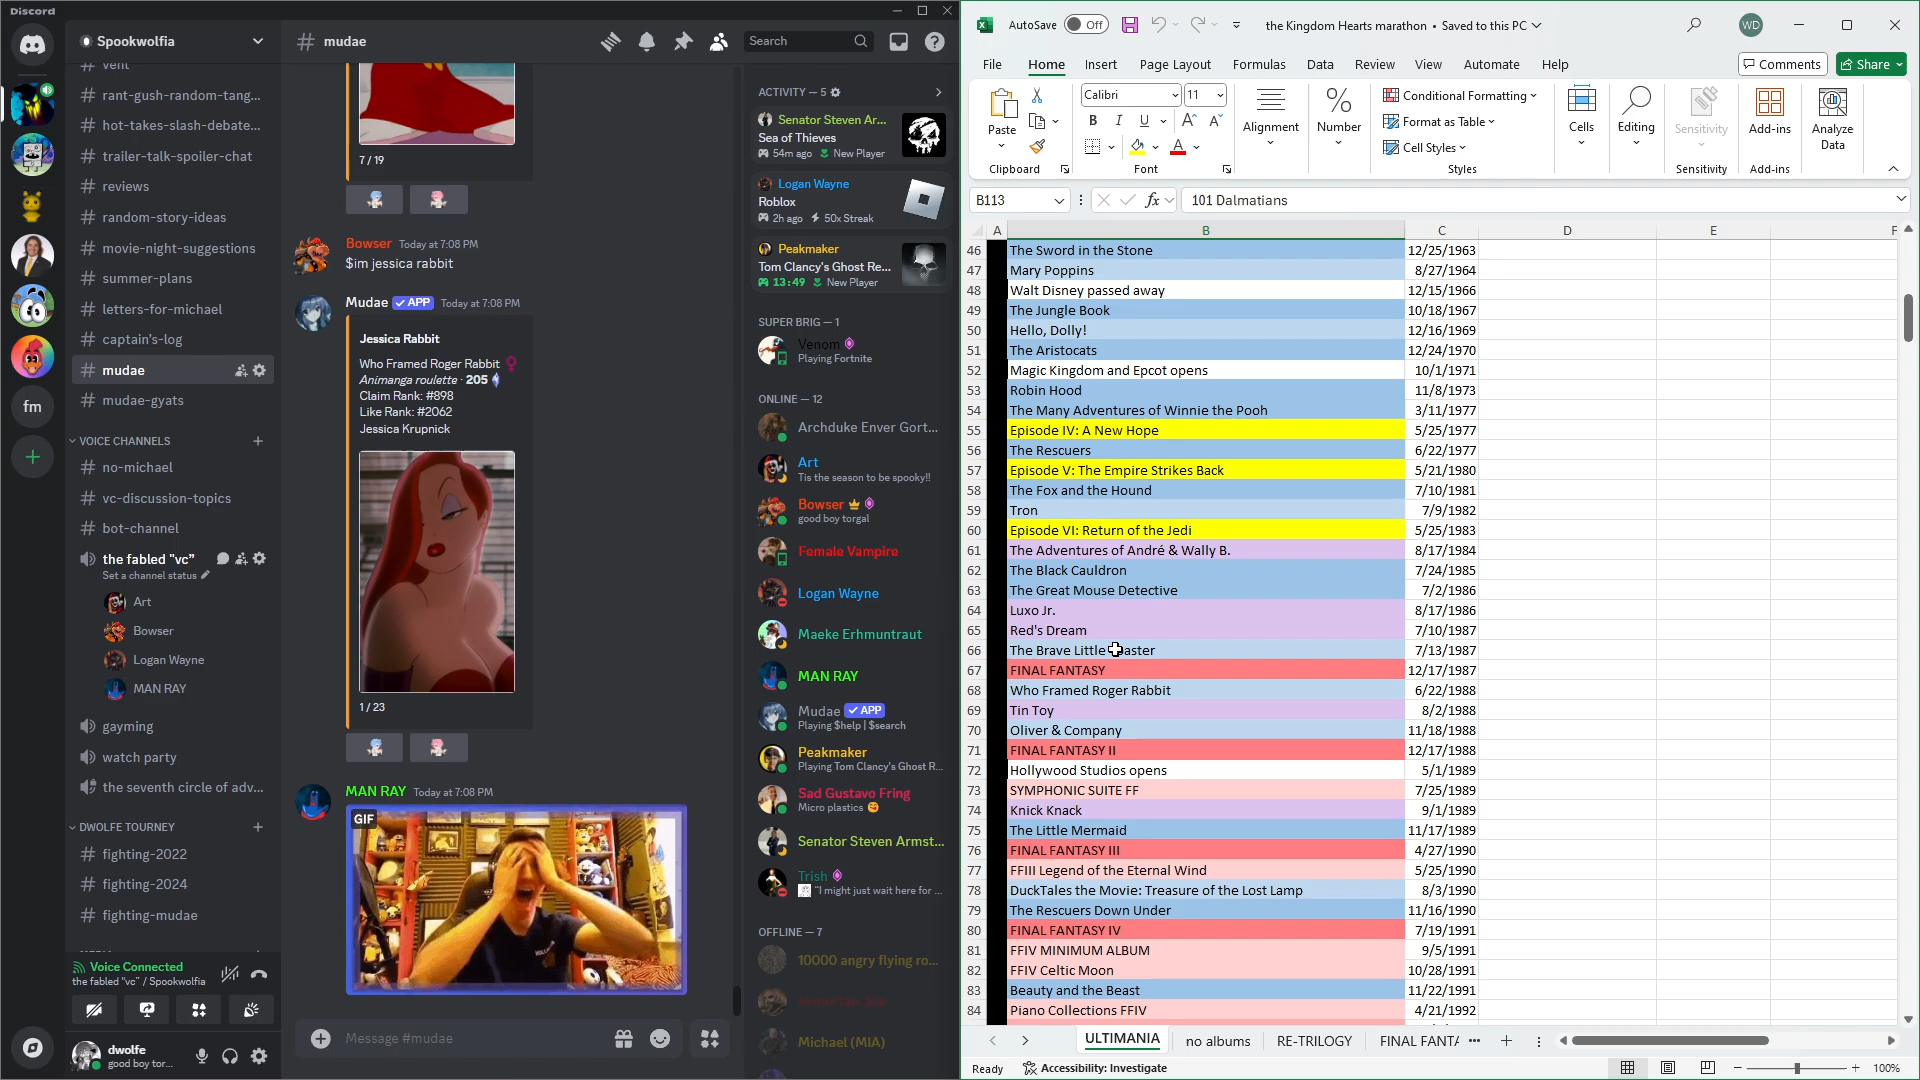 Discord
Spookwolfia
vent
rant-gush-random-tang...
hot-takes-slash-debate...
trailer-talk-spoiler-chat
reviews
random-story-ideas
movie-night-suggestions
summer-plans
letters-for-michael
captain's-log
mudae
mudae-gyats
VOICE CHANNELS
no-michael
vc-discussion-topics
bot-channel
the fabled "vc"
Set a channel status
Art
Bowser
Logan Wayne
MAN RAY
gayming
watch party
the seventh circle of adv...
DWOLFE TOURNEY
fighting-2022
fighting-2024
fighting-mudae
Voice Connected
the fabled "vc" / Spookwolfia
dwolfe
good boy tor...
fm
# mudae
Search
7 / 19
Bowser Today at 7:08 PM
$im jessica rabbit
Mudae APP Today at 7:08 PM
Jessica Rabbit
Who Framed Roger Rabbit
Animanga roulette · 205
Claim Rank: #898
Like Rank: #2062
Jessica Krupnick
1 / 23
MAN RAY Today at 7:08 PM
GIF
Message #mudae
ACTIVITY — 5
Senator Steven Ar...
Sea of Thieves
54m ago New Player
Logan Wayne
Roblox
2h ago 50x Streak
Peakmaker
Tom Clancy's Ghost Re...
13:49 New Player
SUPER BRIG — 1
Venom
Playing Fortnite
ONLINE — 12
Archduke Enver Gort...
Art
Tis the season to be spooky!!
Bowser
good boy torgal
Female Vampire
Logan Wayne
Maeke Erhmuntraut
MAN RAY
Mudae APP
Playing $help | $search
Peakmaker
Playing Tom Clancy's Ghost R...
Sad Gustavo Fring
Micro plastics
Senator Steven Armst...
Trish
"I might just wait here for ...
OFFLINE — 7
10000 angry flying ro...
Michael (MIA)
AutoSave Off
the Kingdom Hearts marathon • Saved to this PC
WD
File Home Insert Page Layout Formulas Data Review View Automate Help
Comments Share
Paste
Clipboard
Calibri 11
B I U
Font
Alignment
Number
Conditional Formatting
Format as Table
Cell Styles
Styles
Cells
Editing
Sensitivity
Sensitivity
Add-ins
Add-ins
Analyze Data
B113 fx 101 Dalmatians
A B C D E F
46 The Sword in the Stone 12/25/1963
47 Mary Poppins 8/27/1964
48 Walt Disney passed away 12/15/1966
49 The Jungle Book 10/18/1967
50 Hello, Dolly! 12/16/1969
51 The Aristocats 12/24/1970
52 Magic Kingdom and Epcot opens 10/1/1971
53 Robin Hood 11/8/1973
54 The Many Adventures of Winnie the Pooh 3/11/1977
55 Episode IV: A New Hope 5/25/1977
56 The Rescuers 6/22/1977
57 Episode V: The Empire Strikes Back 5/21/1980
58 The Fox and the Hound 7/10/1981
59 Tron 7/9/1982
60 Episode VI: Return of the Jedi 5/25/1983
61 The Adventures of André & Wally B. 8/17/1984
62 The Black Cauldron 7/24/1985
63 The Great Mouse Detective 7/2/1986
64 Luxo Jr. 8/17/1986
65 Red's Dream 7/10/1987
66 The Brave Little Toaster 7/13/1987
67 FINAL FANTASY 12/17/1987
68 Who Framed Roger Rabbit 6/22/1988
69 Tin Toy 8/2/1988
70 Oliver & Company 11/18/1988
71 FINAL FANTASY II 12/17/1988
72 Hollywood Studios opens 5/1/1989
73 SYMPHONIC SUITE FF 7/25/1989
74 Knick Knack 9/1/1989
75 The Little Mermaid 11/17/1989
76 FINAL FANTASY III 4/27/1990
77 FFIII Legend of the Eternal Wind 5/25/1990
78 DuckTales the Movie: Treasure of the Lost Lamp 8/3/1990
79 The Rescuers Down Under 11/16/1990
80 FINAL FANTASY IV 7/19/1991
81 FFIV MINIMUM ALBUM 9/5/1991
82 FFIV Celtic Moon 10/28/1991
83 Beauty and the Beast 11/22/1991
84 Piano Collections FFIV 4/21/1992
ULTIMANIA no albums RE-TRILOGY FINAL FANTA ...
Ready Accessibility: Investigate 100%